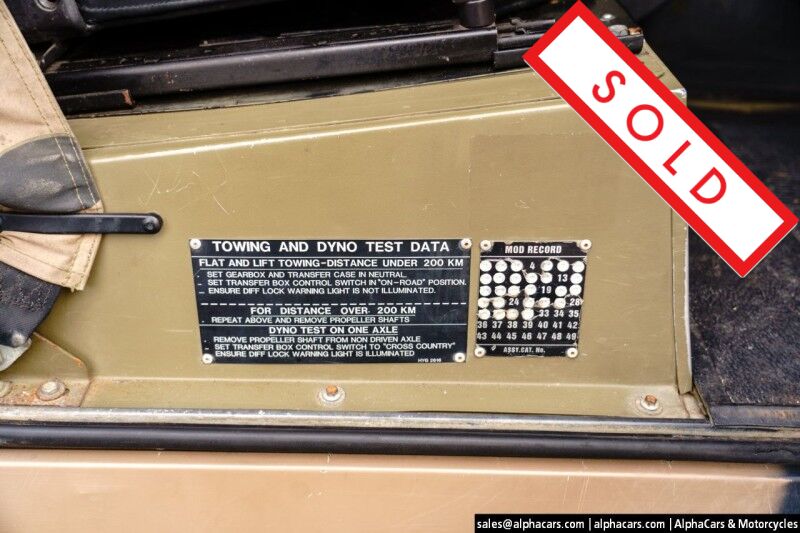 SOLD
TOWING AND DYNO TEST DATA
FLAT AND LIFT TOWING-DISTANCE UNDER 200 KM
- SET GEARBOX AND TRANSFER CASE IN NEUTRAL.
- SET TRANSFER BOX CONTROL SWITCH IN "ON-ROAD" POSITION.
- ENSURE DIFF LOCK WARNING LIGHT IS NOT ILLUMINATED.
FOR DISTANCE OVER 200 KM
- REPEAT ABOVE AND REMOVE PROPELLER SHAFTS
DYNO TEST ON ONE AXLE
- REMOVE PROPELLER SHAFT FROM NON DRIVEN AXLE
- SET TRANSFER BOX CONTROL SWITCH TO "CROSS COUNTRY"
- ENSURE DIFF LOCK WARNING LIGHT IS ILLUMINATED
MOD RECORD
13
19
24 28
33 34 35
36 37 38 39 40 41 42
43 44 45 46 47 48 49
ASSY.CAT. No.
sales@alphacars.com | alphacars.com | AlphaCars & Motorcycles